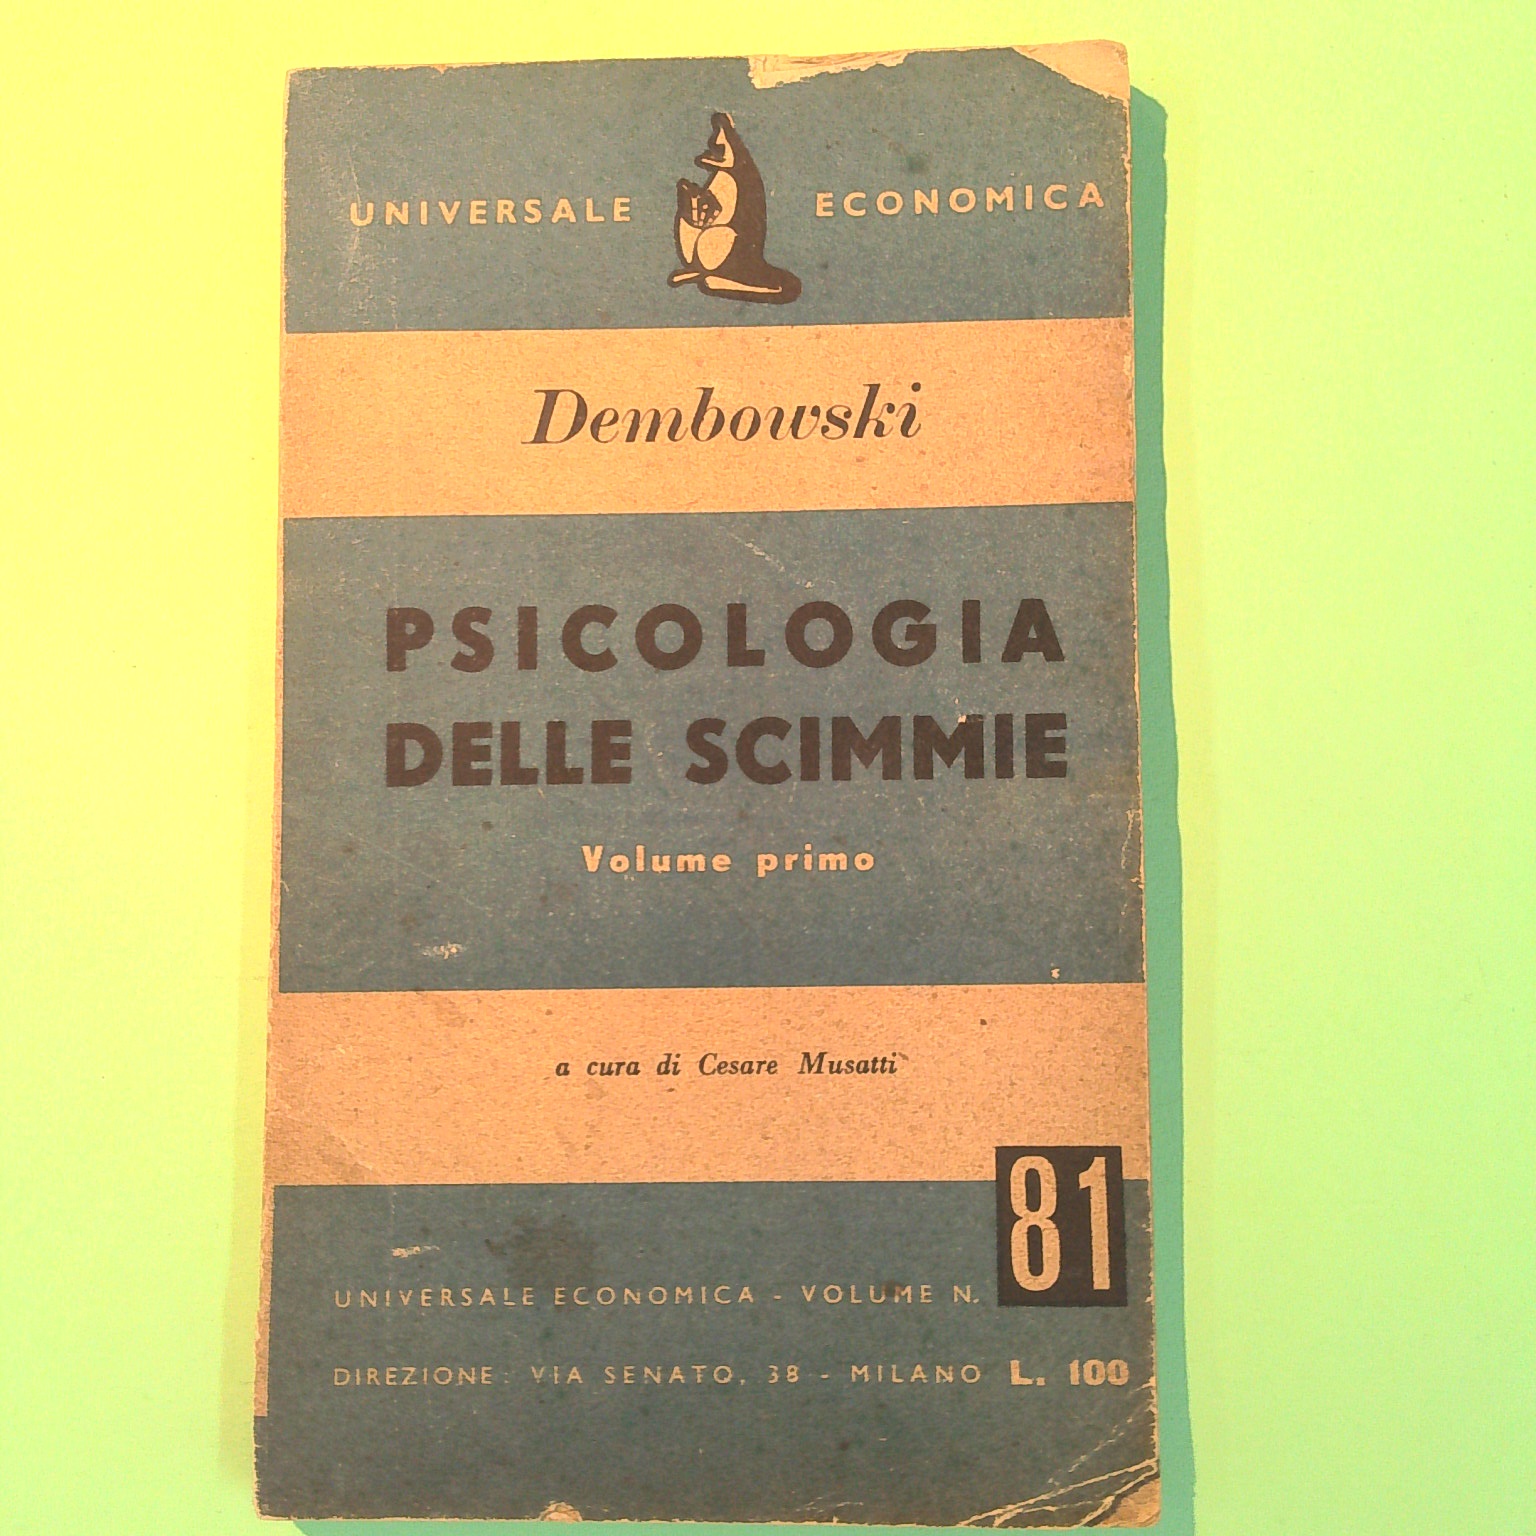 UNIVERSALE ECONOMICA
Dembowski
PSICOLOGIA
DELLE SCIMMIE
Volume primo
a cura di Cesare Musatti
81
UNIVERSALE ECONOMICA - VOLUME N.
DIREZIONE: VIA SENATO, 38 - MILANO L. 100